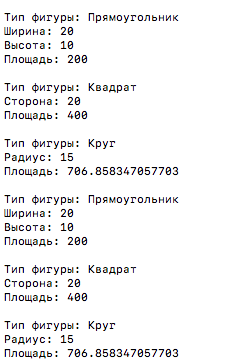 Тип фигуры: Прямоугольник
Ширина: 20
Высота: 10
Площадь: 200
Тип фигуры: Квадрат
Сторона: 20
Площадь: 400
Тип фигуры: Круг
Радиус: 15
Площадь: 706.858347057703
Тип фигуры: Прямоугольник
Ширина: 20
Высота: 10
Площадь: 200
Тип фигуры: Квадрат
Сторона: 20
Площадь: 400
Тип фигуры: Круг
Радиус: 15
Площадь: 706.858347057703